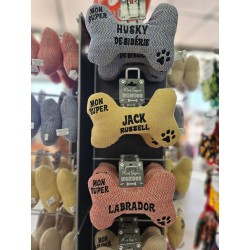 MON
SUPER
HUSKY
DE SIBÉRIE
MON
SUPER
JACK
RUSSELL
MON
SUPER
LABRADOR